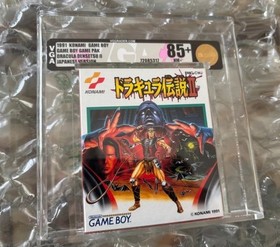 VGA
1991 KONAMI GAME BOY
GAME BOY GAME PAK
DRACULA DENSETSU II
JAPANESE VERSION
85+
NM+
KONAMI
ドラキュラ伝説II
GAME BOY
© KONAMI 1991